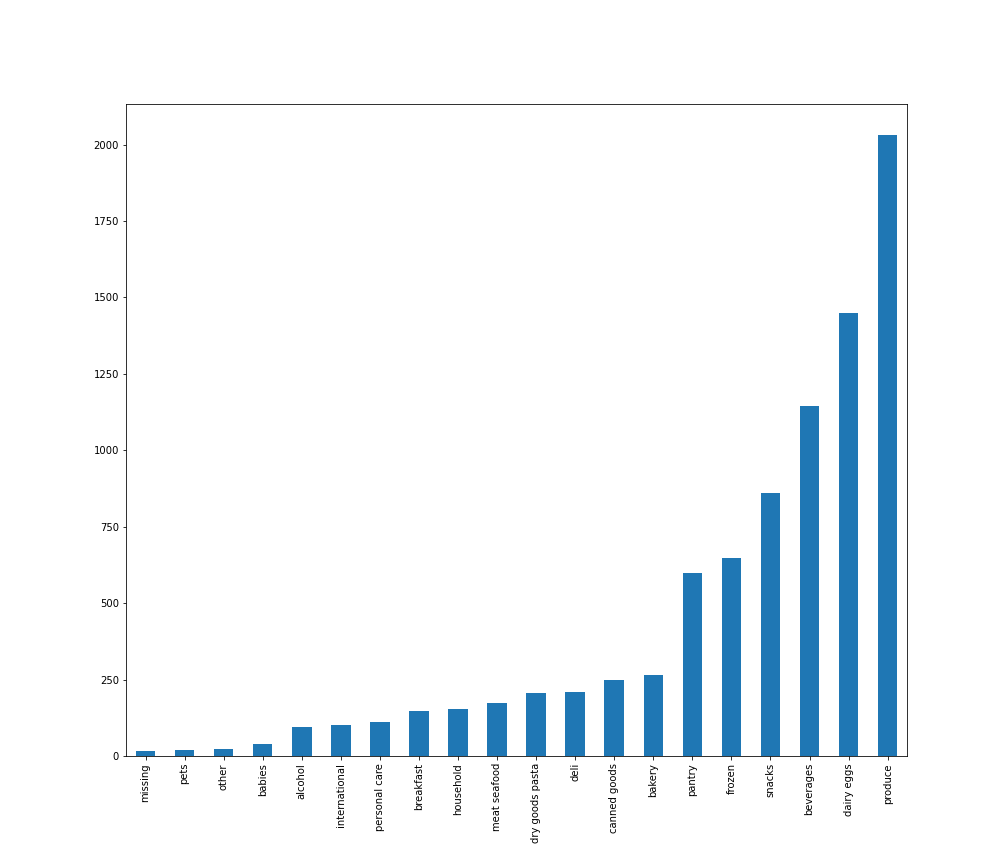 2000
1750
1500
1250
1000
750
500
250
0
missing
pets
other
babies
alcohol
international
personal care
breakfast
household
meat seafood
dry goods pasta
deli
canned goods
bakery
pantry
frozen
snacks
beverages
dairy eggs
produce